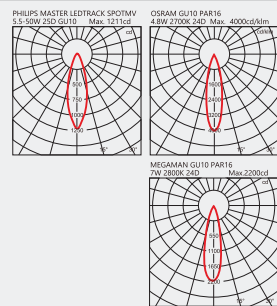 PHILIPS MASTER LEDTRACK SPOTMV
5.5-50W 25D GU10 Max. 1211cd
cd
500
750
1000
1250
OSRAM GU10 PAR16
4.8W 2700K 24D Max. 4000cd/klm
cd/klm
1600
2400
3200
4000
MEGAMAN GU10 PAR16
7W 2800K 24D Max.2200cd
cd
550
1100
1650
2200